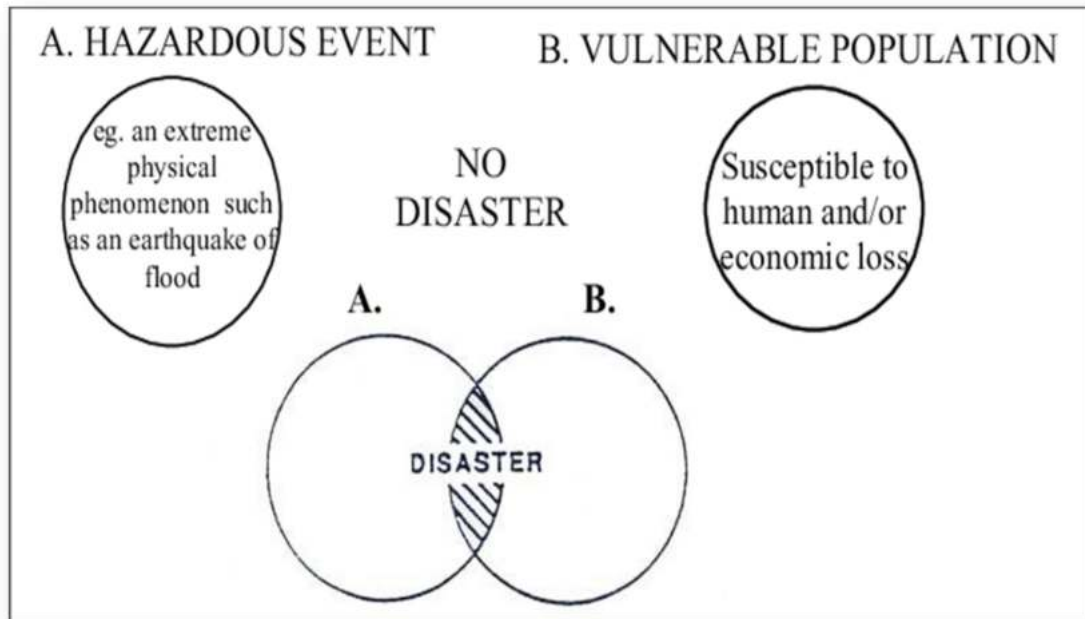 A. HAZARDOUS EVENT
B. VULNERABLE POPULATION
eg. an extreme
physical
phenomenon such
as an earthquake of
flood
NO
DISASTER
Susceptible to
human and/or
economic loss
A.
B.
DISASTER